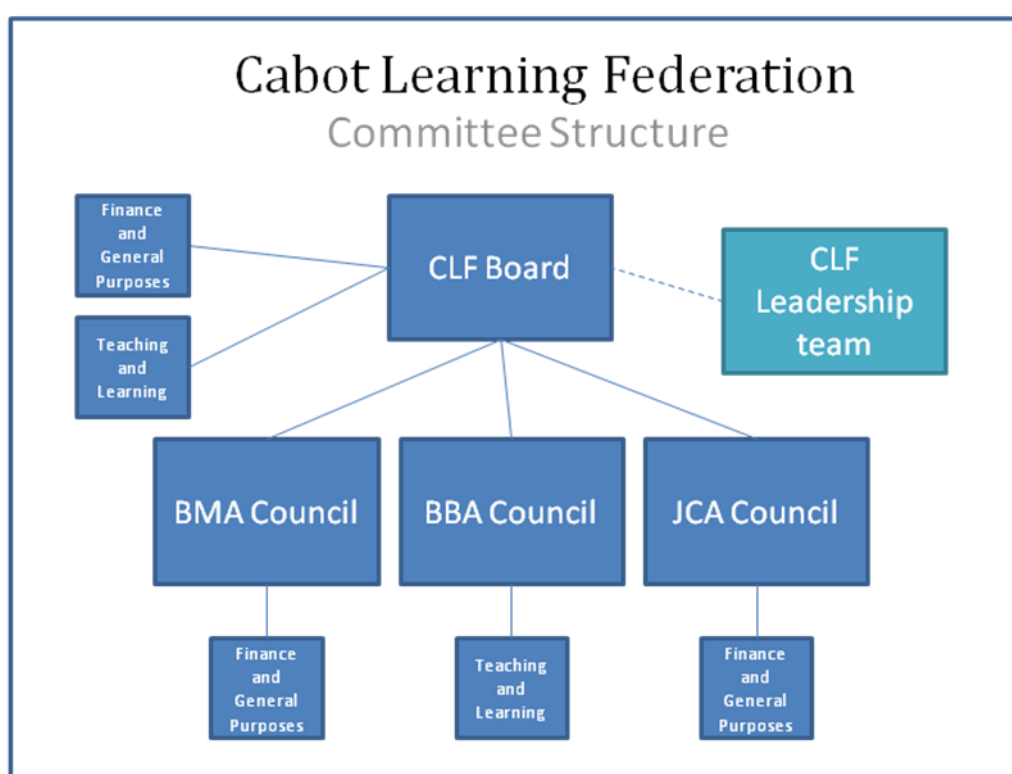 Cabot Learning Federation
Committee Structure
Finance
and
General
Purposes
CLF Board
CLF
Leadership
team
Teaching
and
Learning
BMA Council
BBA Council
JCA Council
Finance
and
General
Purposes
Teaching
and
Learning
Finance
and
General
Purposes